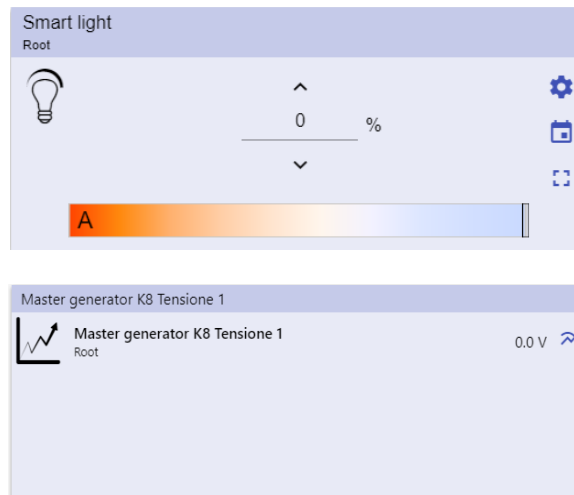 Smart light
Root
0 %
A
Master generator K8 Tensione 1
Master generator K8 Tensione 1
Root
0.0 V